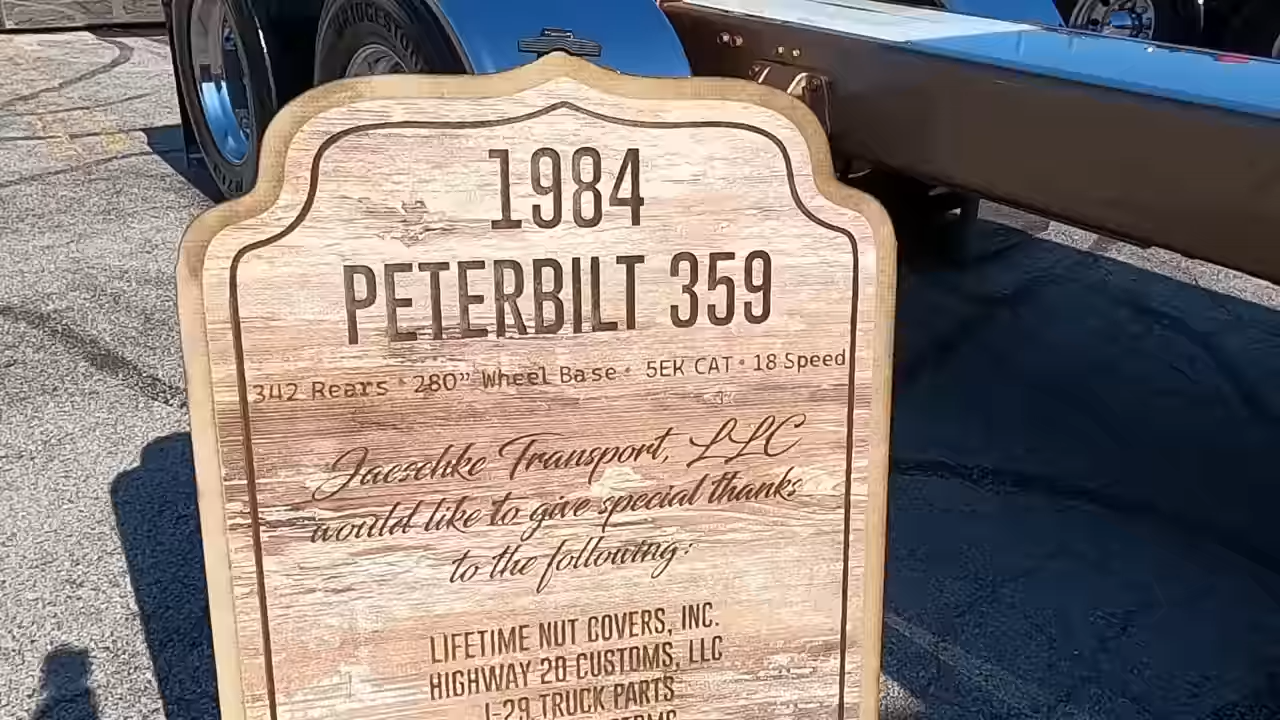 BRIDGESTONE
1984
PETERBILT 359
342 Rears • 280” Wheel Base • 5EK CAT • 18 Speed
Jaeschke Transport, LLC
would like to give special thanks
to the following:
LIFETIME NUT COVERS, INC.
HIGHWAY 20 CUSTOMS, LLC
I-29 TRUCK PARTS